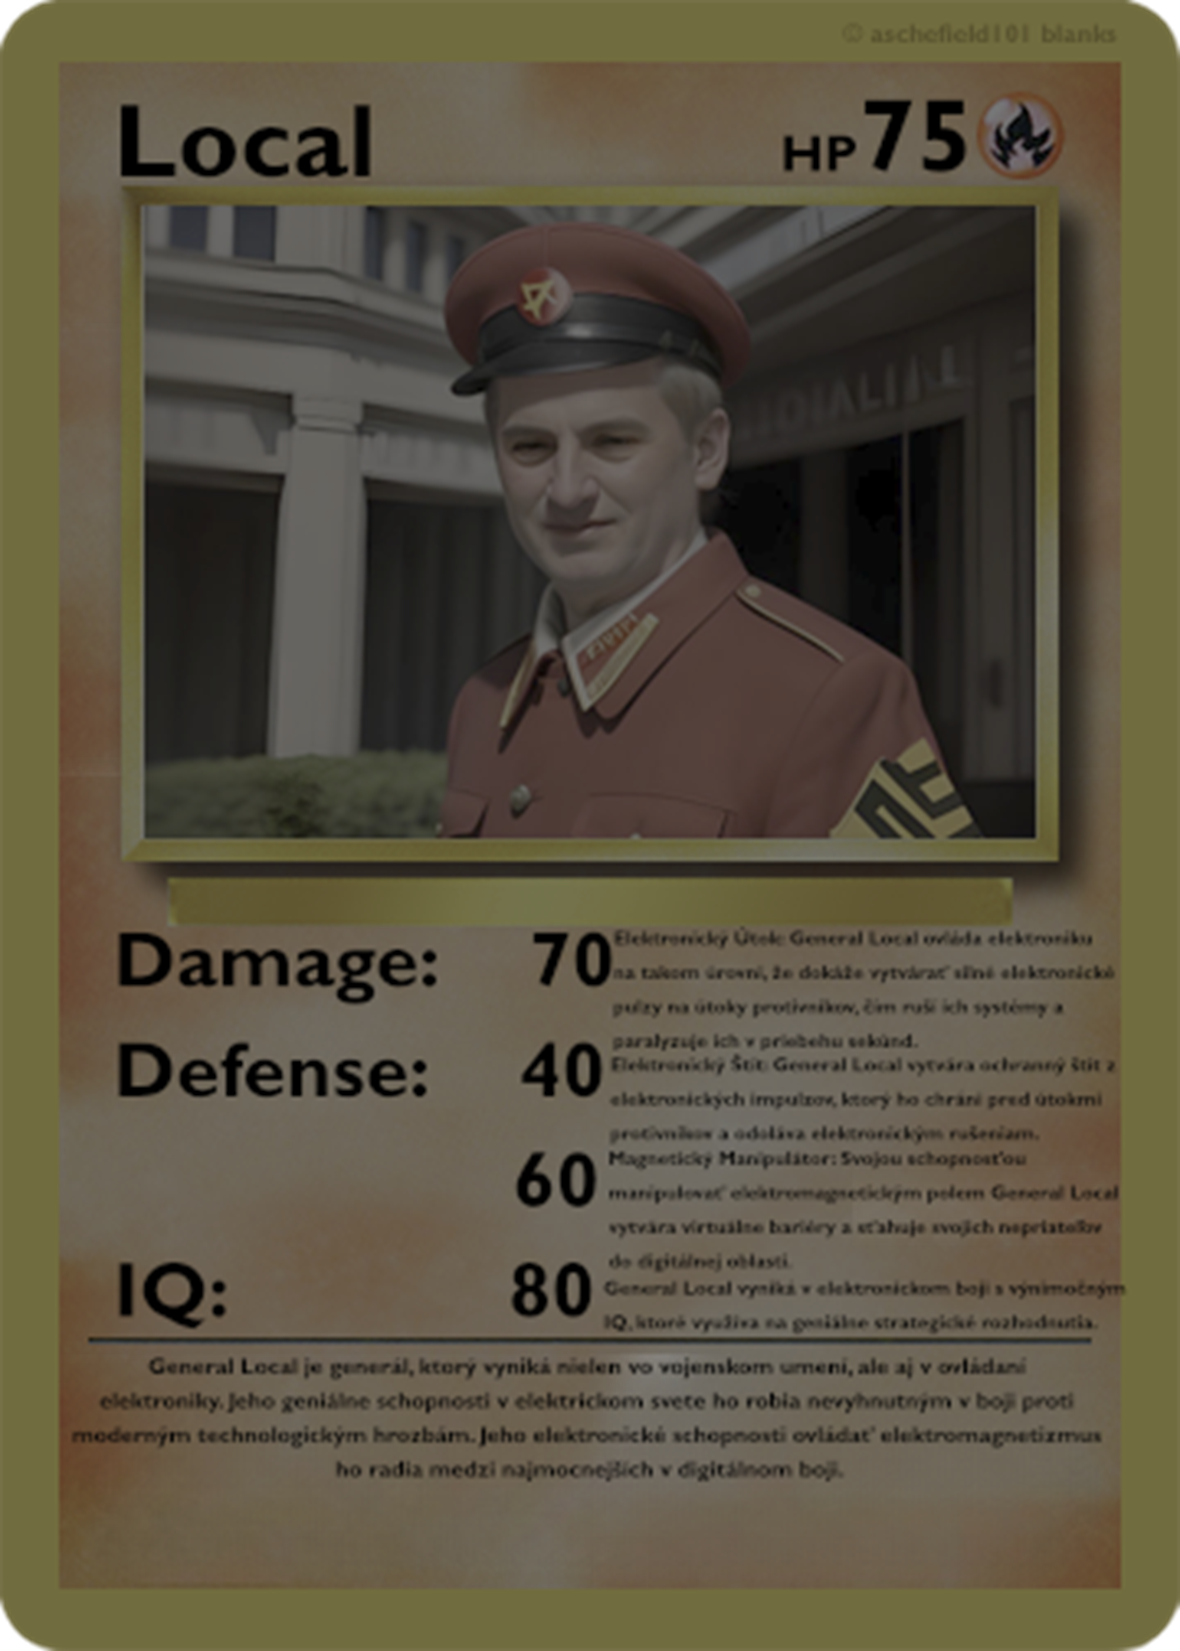 © aschefield101 blanks
Local
HP 75
Damage: 70
Elektronický Útok: General Local ovláda elektroniku
na takom úrovni, že dokáže vytvárať silné elektronické
pulzy na útoky protivníkov, čím ruší ich systémy a
paralyzuje ich v priebehu sekúnd.
Defense: 40
Elektronický Štít: General Local vytvára ochranný štít z
elektronických impulzov, ktorý ho chráni pred útokmi
protivníkov a odoláva elektronickým rušeniam.
60
Magnetický Manipulátor: Svojou schopnosťou
manipulovať elektromagnetickým polem General Local
vytvára virtuálne bariéry a sťahuje svojich nepriateľov
do digitálnej oblasti.
IQ: 80
General Local vyniká v elektronickom boji s výnimočným
IQ, ktoré využíva na geniálne strategické rozhodnutia.
General Local je generál, ktorý vyniká nielen vo vojenskom umení, ale aj v ovládaní
elektroniky. Jeho geniálne schopnosti v elektrickom svete ho robia nevyhnutným v boji proti
moderným technologickým hrozbám. Jeho elektronické schopnosti ovládať elektromagnetizmus
ho radia medzi najmocnejších v digitálnom boji.